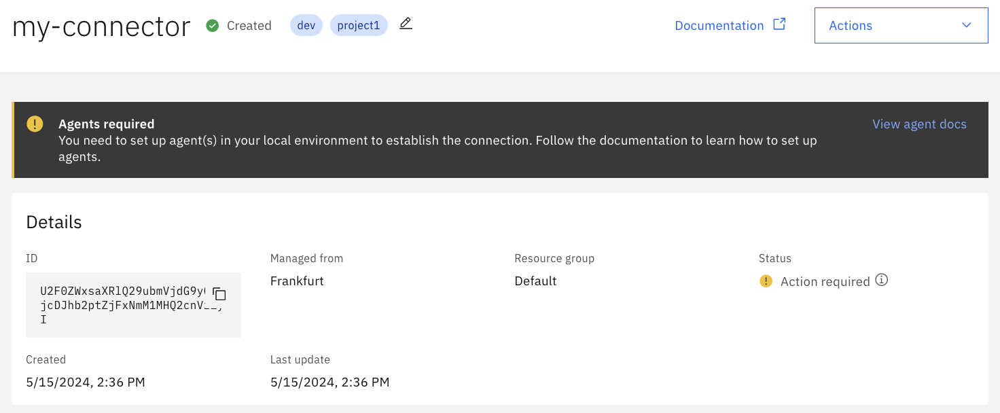 my-connector Created dev project1 Documentation Actions
Agents required View agent docs
You need to set up agent(s) in your local environment to establish the connection. Follow the documentation to learn how to set up
agents.
Details
ID Managed from Resource group Status
Frankfurt Default Action required
U2F0ZWxsaXRlQ29ubmVjdG9y
jcDJhb2ptZjFxNmM1MHQ2cnV
I
Created Last update
5/15/2024, 2:36 PM 5/15/2024, 2:36 PM